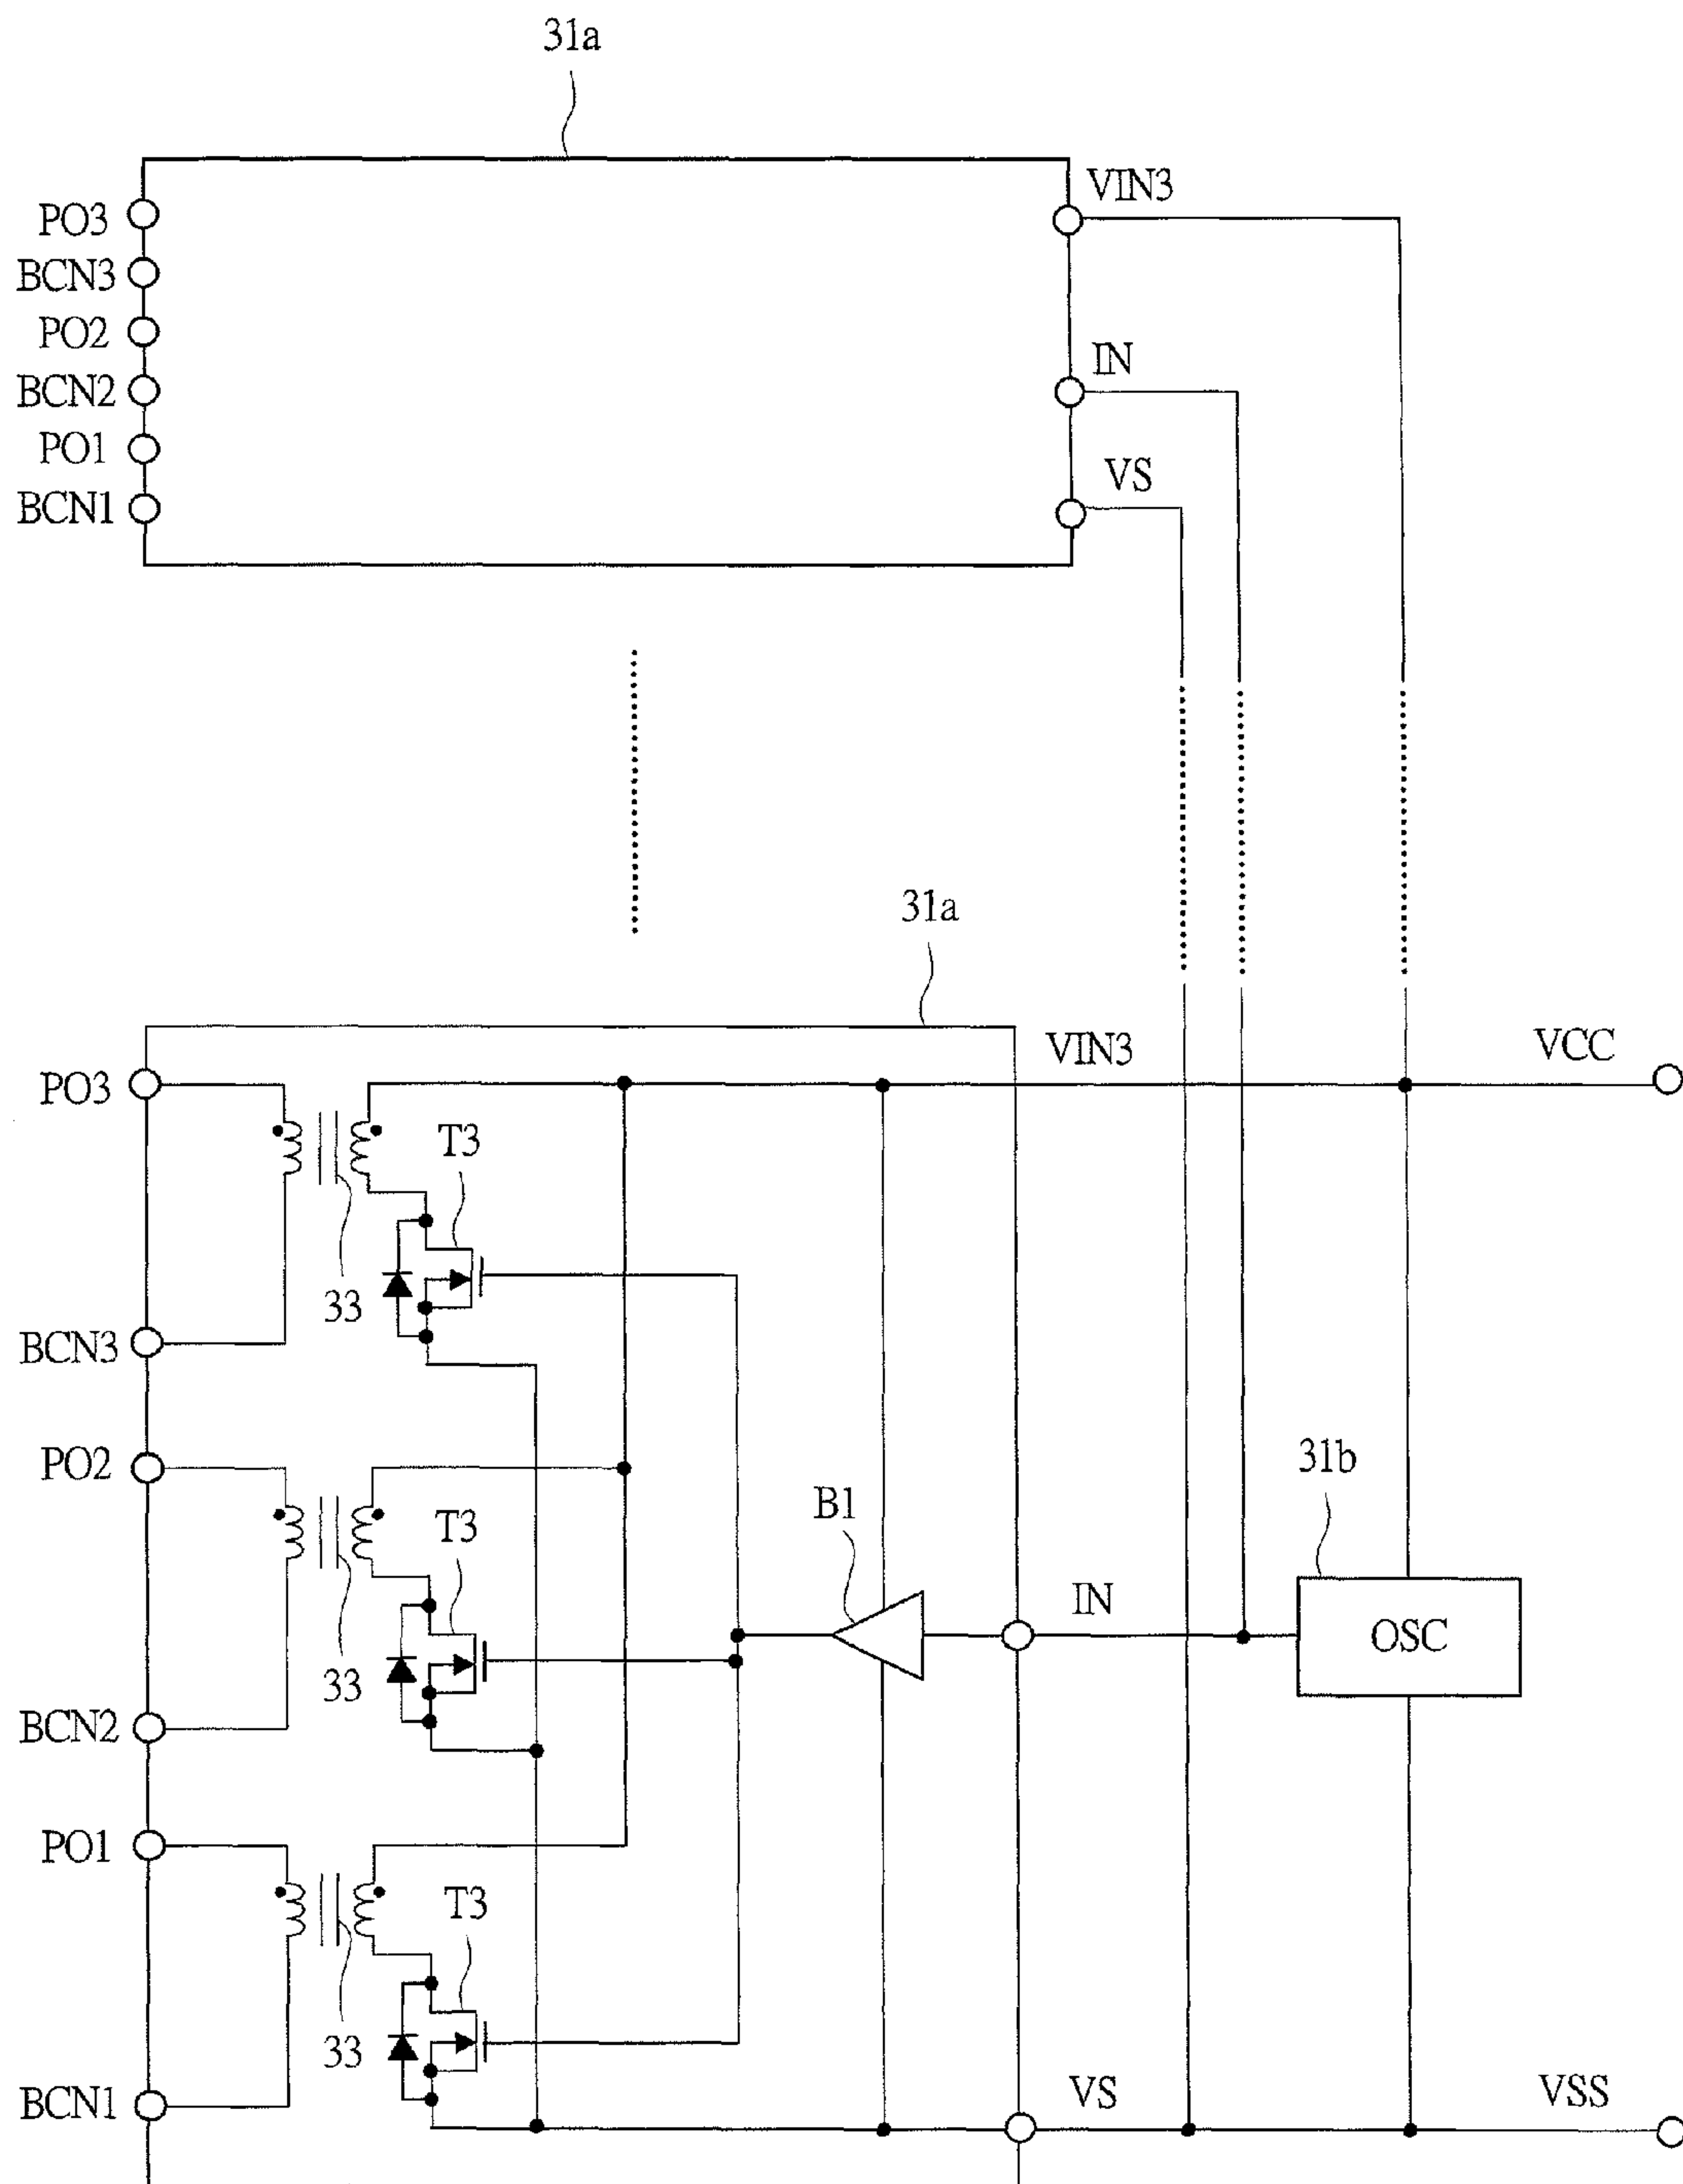 31a
VIN3
PO3
BCN3
PO2
IN
BCN2
PO1
VS
BCN1
31a
VIN3
VCC
PO3
T3
33
BCN3
PO2
31b
B1
T3
IN
OSC
33
BCN2
PO1
T3
33
VS
VSS
BCN1